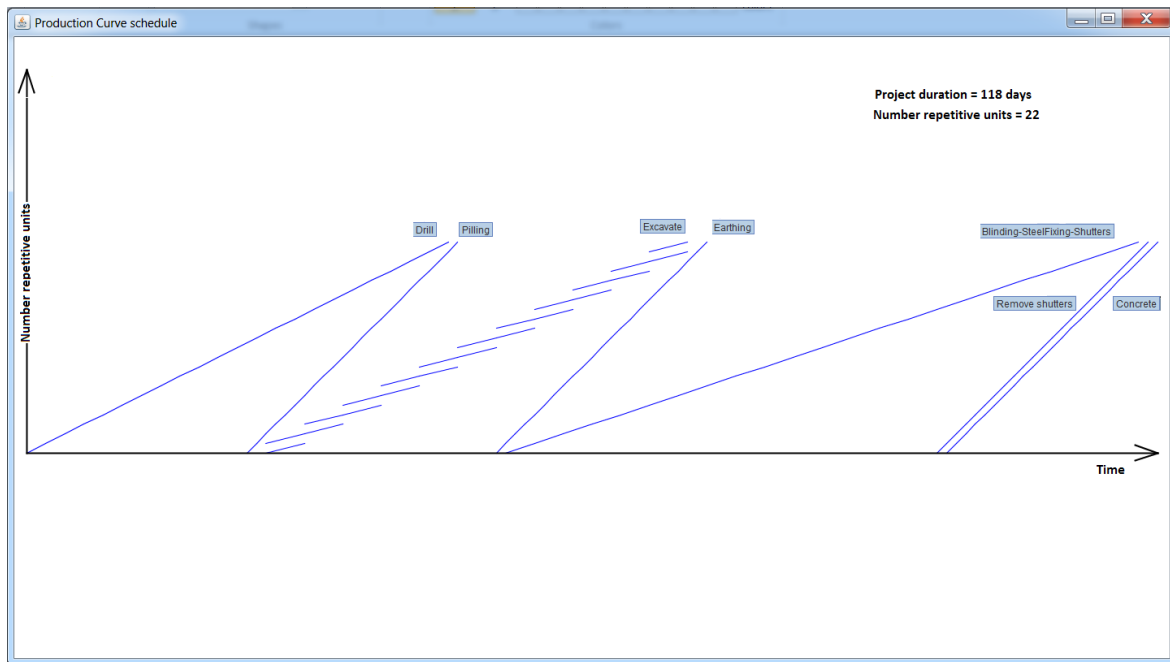 Production Curve schedule
Project duration = 118 days
Number repetitive units = 22
Number repetitive units
Drill
Pilling
Excavate
Earthing
Blinding-SteelFixing-Shutters
Remove shutters
Concrete
Time